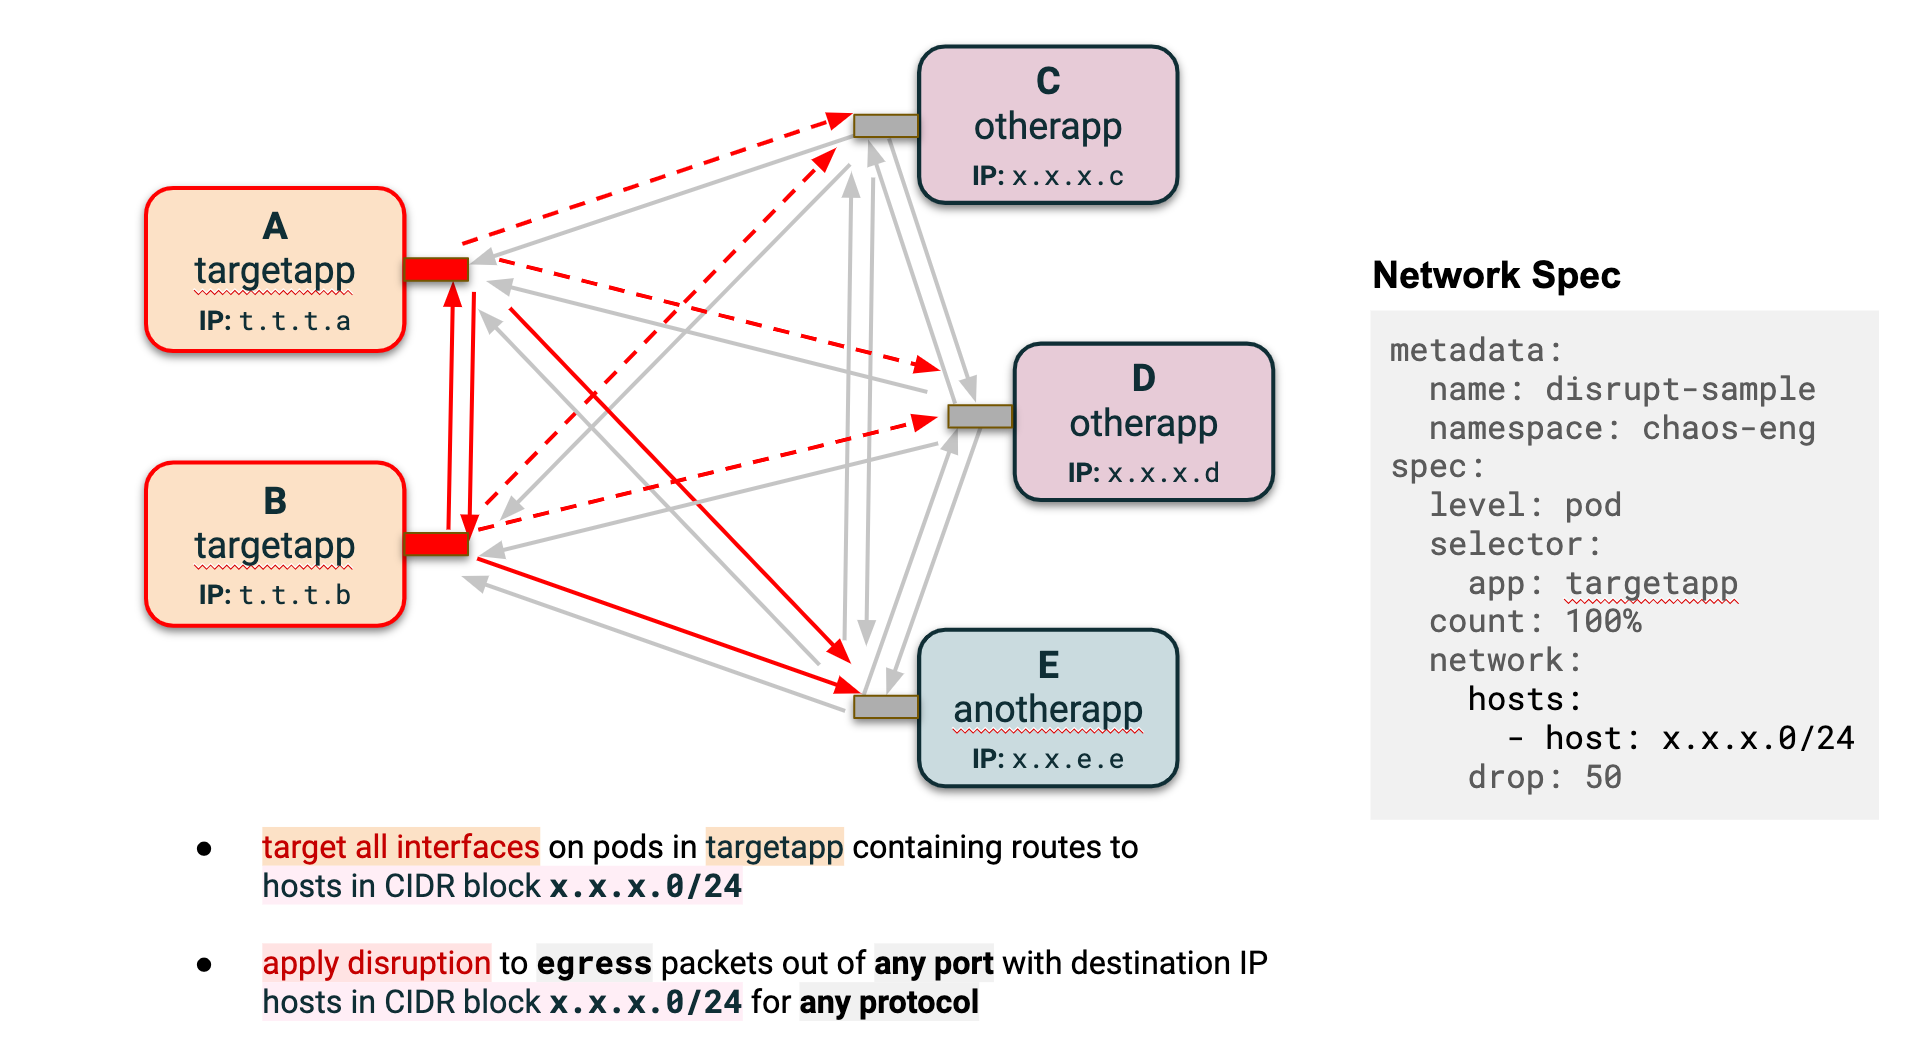 C
otherapp
IP: x.x.x.c
A
targetapp
IP: t.t.t.a
D
otherapp
IP: x.x.x.d
B
targetapp
IP: t.t.t.b
E
anotherapp
IP: x.x.e.e
Network Spec
metadata:
  name: disrupt-sample
  namespace: chaos-eng
spec:
  level: pod
  selector:
    app: targetapp
  count: 100%
  network:
    hosts:
      - host: x.x.x.0/24
    drop: 50
● target all interfaces on pods in targetapp containing routes to
hosts in CIDR block x.x.x.0/24
● apply disruption to egress packets out of any port with destination IP
hosts in CIDR block x.x.x.0/24 for any protocol